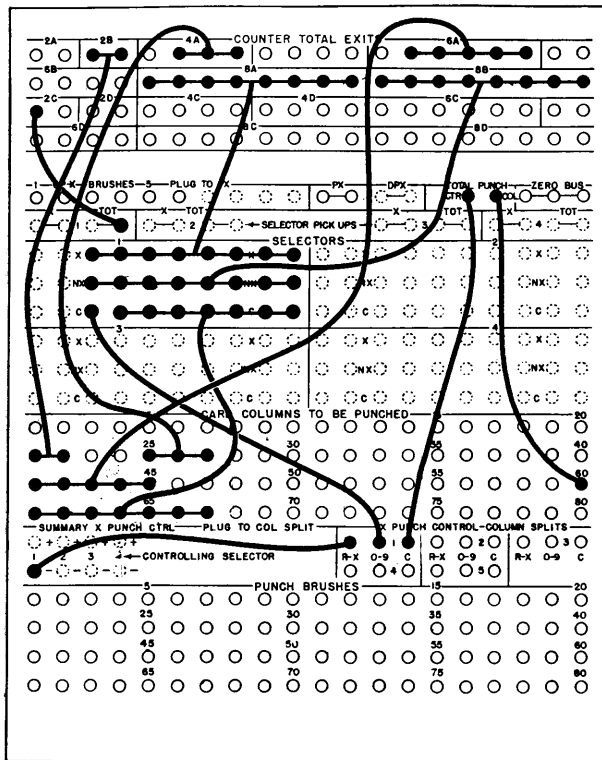 COUNTER TOTAL EXITS
2A 2B 4A 6A
6B 8A 8B
2C 2D 4C 4D 6C
6D 8C 8D
1 X BRUSHES 5 PLUG TO X PX DPX TOTAL PUNCH ZERO BUS
CTRL COL
1 TOT X TOT 2 SELECTOR PICK UPS X 3 TOT X 4 TOT
1 SELECTORS 2
X X X X
NX NX NX NX
C C C C
3 4
X X X X
NX NX NX NX
C C C C
5 CARD COLUMNS TO BE PUNCHED 15 20
25 30 35 40
45 50 55 60
65 70 75 80
SUMMARY X PUNCH CTRL PLUG TO COL SPLIT X PUNCH CONTROL-COLUMN SPLITS
+ + + + 1 2 3
1 2 3 4 CONTROLLING SELECTOR R-X 0-9 C R-X 0-9 C R-X 0-9 C
- - - - 4 5
5 PUNCH BRUSHES 15 20
25 30 35 40
45 50 55 60
65 70 75 80